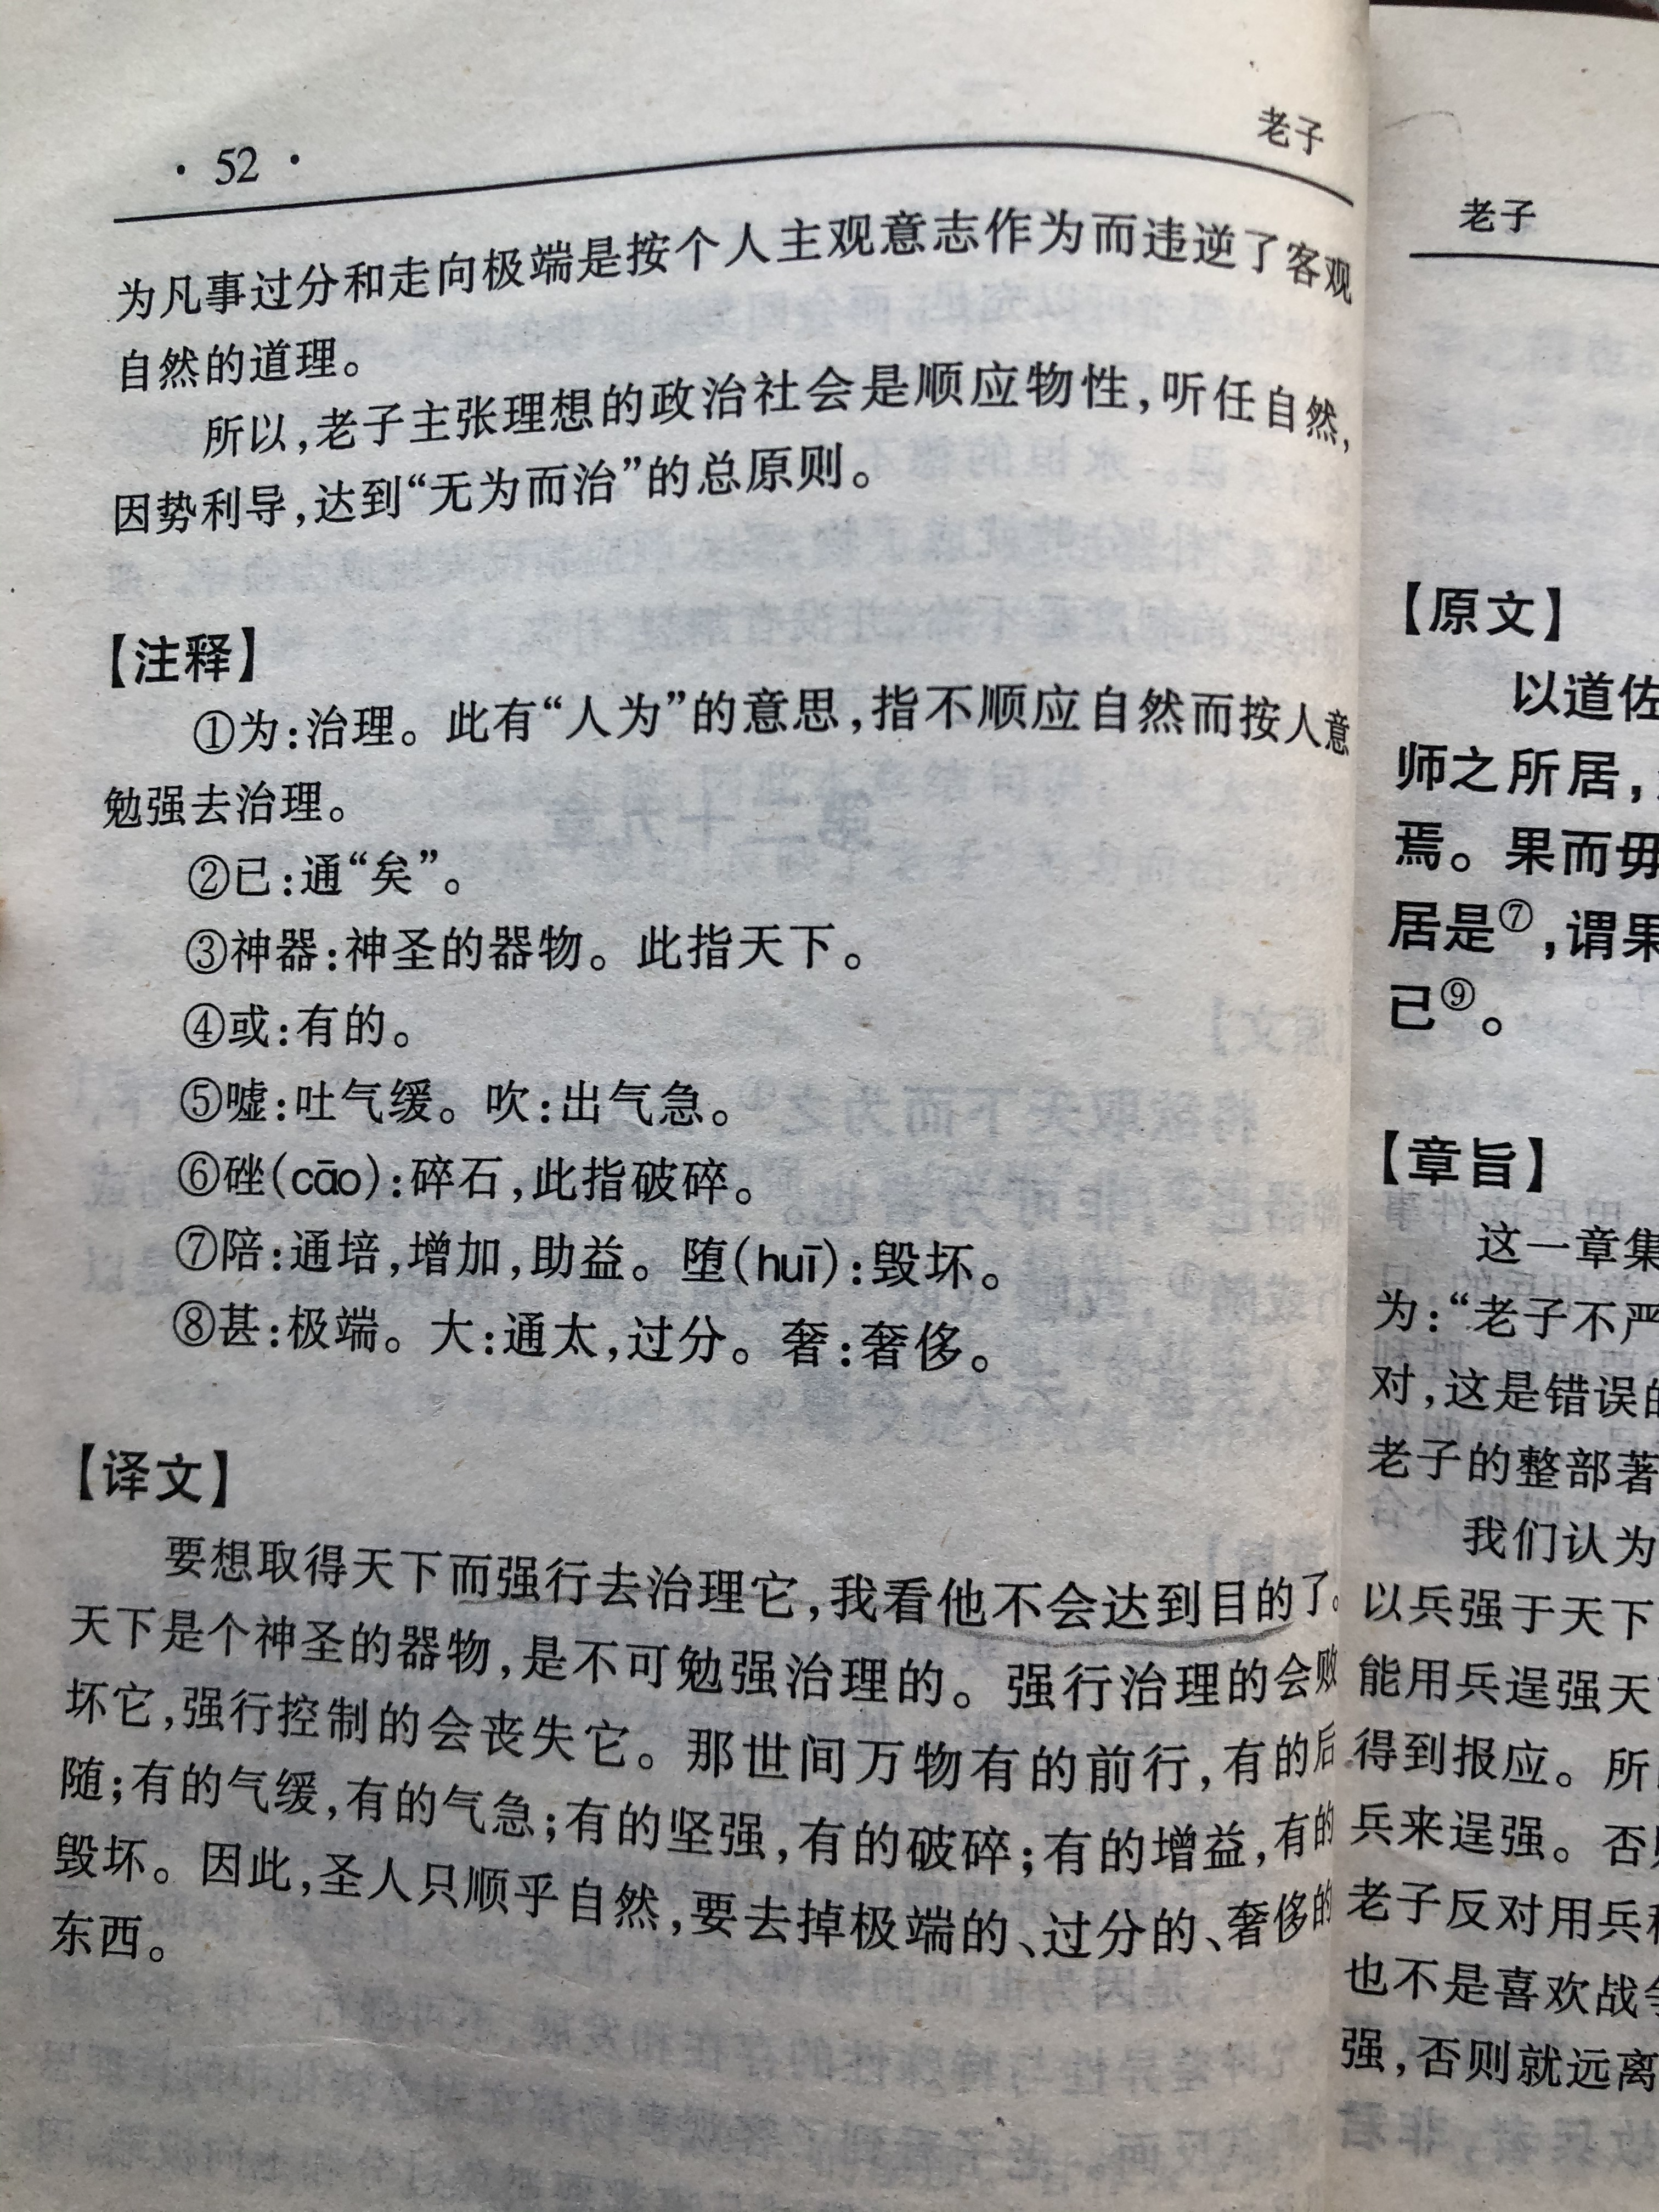 · 52 ·
老子
为凡事过分和走向极端是按个人主观意志作为而违逆了客观
自然的道理。
所以,老子主张理想的政治社会是顺应物性,听任自然,
因势利导,达到“无为而治”的总原则。
【注释】
①为:治理。此有“人为”的意思,指不顺应自然而按人意
勉强去治理。
②已:通“矣”。
③神器:神圣的器物。此指天下。
④或:有的。
⑤嘘:吐气缓。吹:出气急。
⑥硰(cāo):碎石,此指破碎。
⑦陪:通培,增加,助益。堕(huī):毁坏。
⑧甚:极端。大:通太,过分。奢:奢侈。
【译文】
要想取得天下而强行去治理它,我看他不会达到目的了。
天下是个神圣的器物,是不可勉强治理的。强行治理的会败
坏它,强行控制的会丧失它。那世间万物有的前行,有的后
随;有的气缓,有的气急;有的坚强,有的破碎;有的增益,有的
毁坏。因此,圣人只顺乎自然,要去掉极端的、过分的、奢侈的
东西。
老子
【原文】
以道佐
师之所居,
焉。果而毋
居是⑦,谓果
已⑨。
【章旨】
这一章集
为:“老子不严
对,这是错误的
老子的整部著
我们认为
以兵强于天下
能用兵逞强天
得到报应。所
兵来逞强。否
老子反对用兵
也不是喜欢战争
强,否则就远离